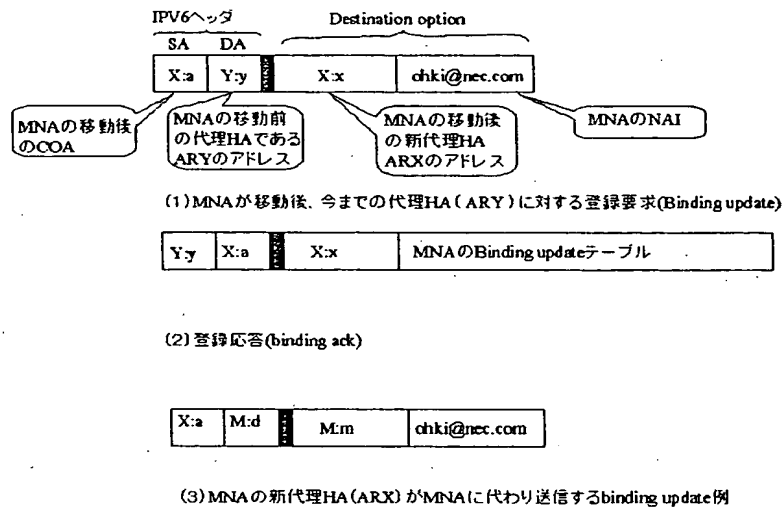 IPV6ヘッダ Destination option
SA DA
X:a Y:y X:x ohki@nec.com
MNAの移動後
のCOA
MNAの移動前
の代理HAである
ARYのアドレス
MNAの移動後
の新代理HA
ARXのアドレス
MNAのNAI
(1)MNAが移動後、今までの代理HA(ARY)に対する登録要求(Binding update)
Y:y X:a X:x MNAのBinding updateテーブル
(2)登録応答(binding ack)
X:a M:d M:m ohki@nec.com
(3)MNAの新代理HA(ARX)がMNAに代わり送信するbinding update例